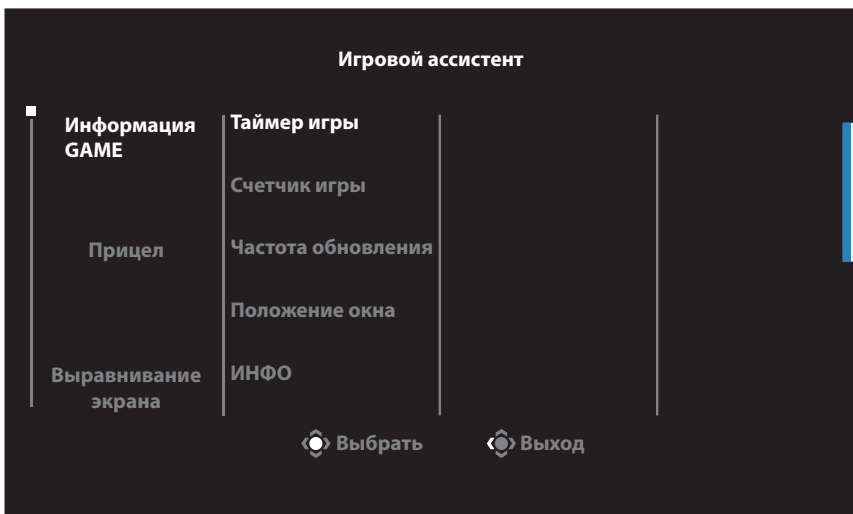 Игровой ассистент
Информация
GAME
Таймер игры
Счетчик игры
Прицел
Частота обновления
Положение окна
Выравнивание
экрана
ИНФО
Выбрать
Выход